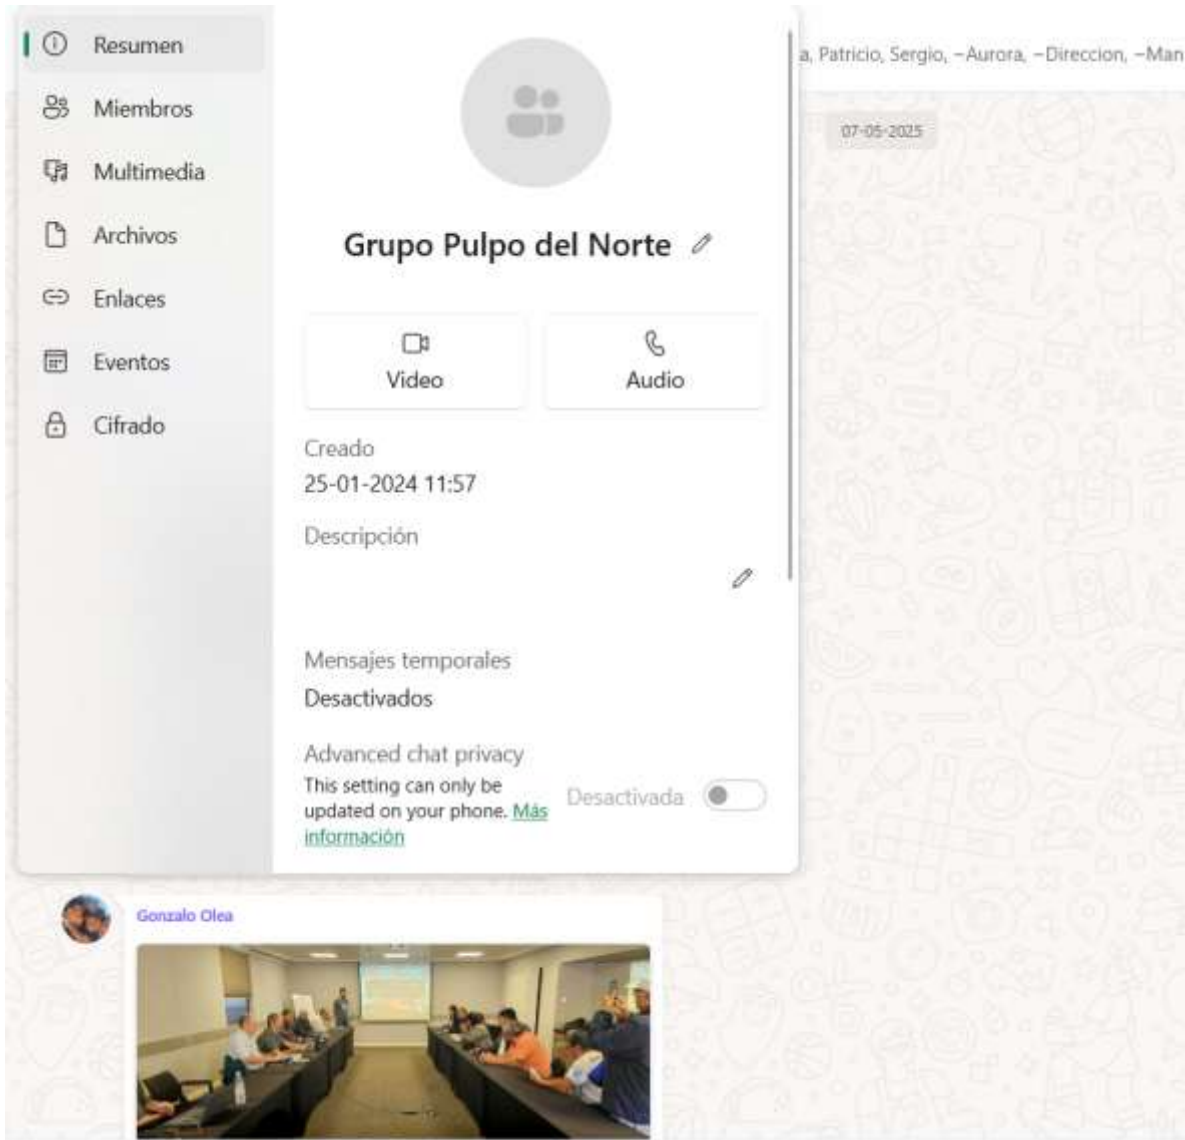 Resumen
Miembros
Multimedia
Archivos
Enlaces
Eventos
Cifrado
Grupo Pulpo del Norte
Video
Audio
Creado
25-01-2024 11:57
Descripción
Mensajes temporales
Desactivados
Advanced chat privacy
This setting can only be
updated on your phone. Más
información
Desactivada
a, Patricio, Sergio, ~Aurora, ~Direccion, ~Man
07-05-2025
Gonzalo Olea